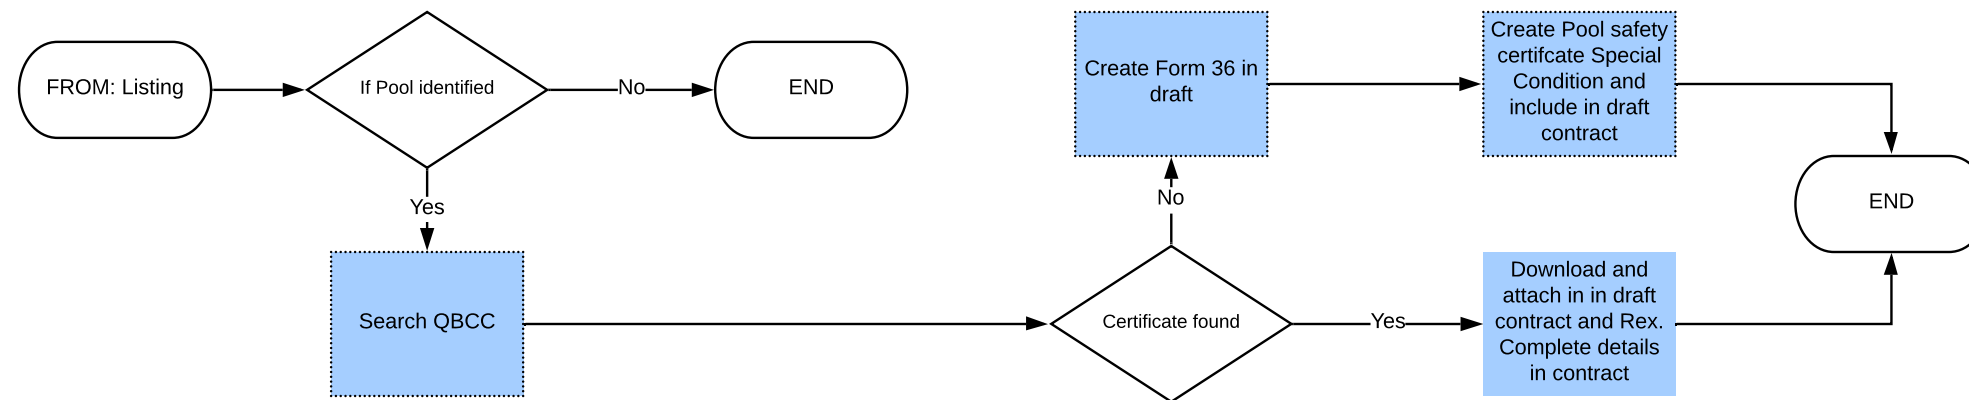 FROM: Listing
If Pool identified
No
END
Yes
Search QBCC
Certificate found
No
Create Form 36 in
draft
Create Pool safety
certifcate Special
Condition and
include in draft
contract
Yes
Download and
attach in in draft
contract and Rex.
Complete details
in contract
END